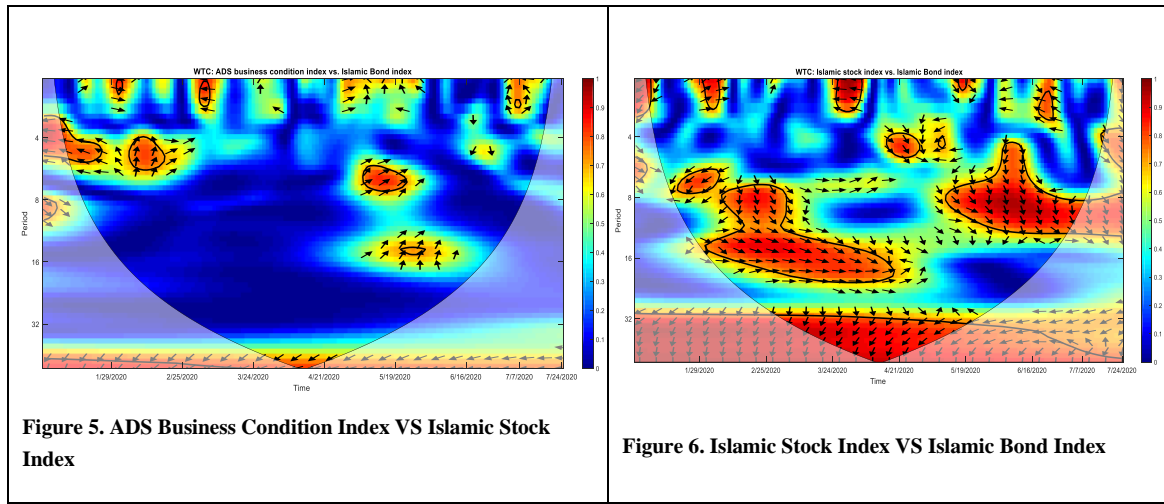 WTC: ADS business condition index vs. Islamic Bond index
1
0.9
0.8
0.7
0.6
0.5
0.4
0.3
0.2
0.1
0
Period
4
8
16
32
1/29/2020 2/25/2020 3/24/2020 4/21/2020 5/19/2020 6/16/2020 7/7/2020 7/24/2020
Time
Figure 5. ADS Business Condition Index VS Islamic Stock
Index
WTC: Islamic stock index vs. Islamic Bond index
1
0.9
0.8
0.7
0.6
0.5
0.4
0.3
0.2
0.1
0
Period
4
8
16
32
1/29/2020 2/25/2020 3/24/2020 4/21/2020 5/19/2020 6/16/2020 7/7/2020 7/24/2020
Time
Figure 6. Islamic Stock Index VS Islamic Bond Index